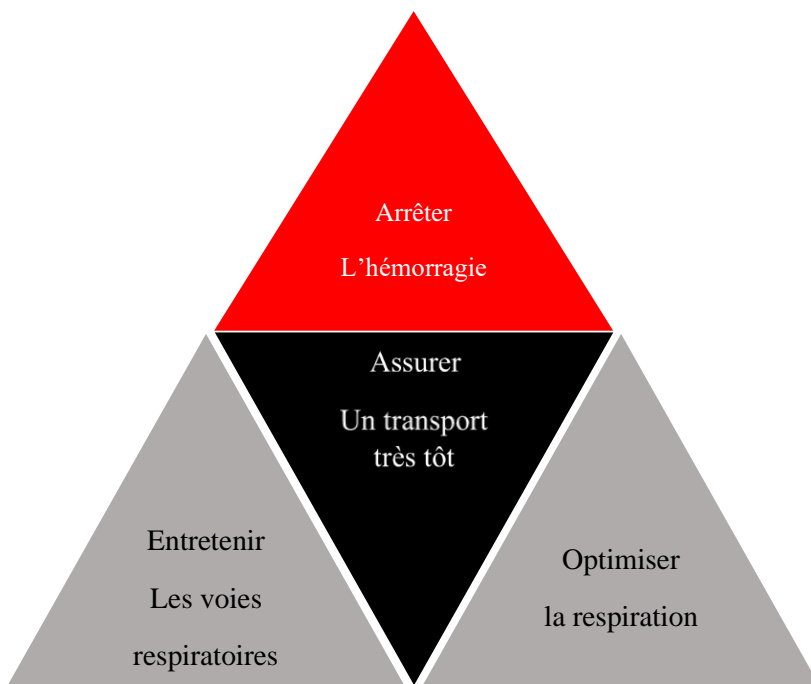 Arrêter
L'hémorragie
Assurer
Un transport
très tôt
Entretenir
Les voies
respiratoires
Optimiser
la respiration